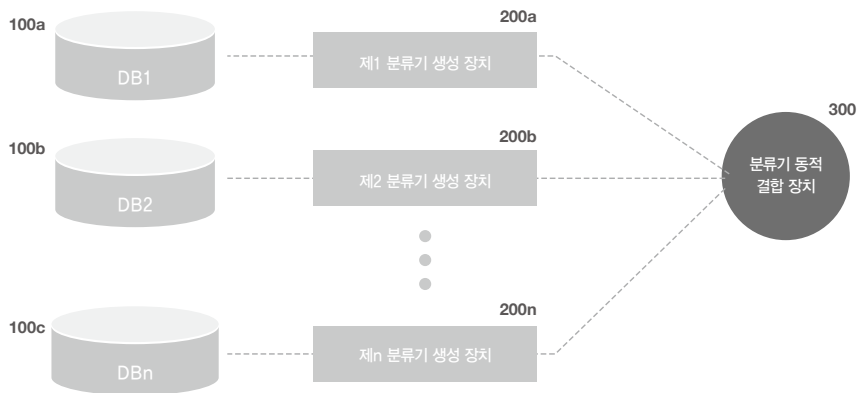 100a
DB1
200a
제1 분류기 생성 장치
100b
DB2
200b
제2 분류기 생성 장치
300
분류기 동적
결합 장치
100c
DBn
200n
제n 분류기 생성 장치